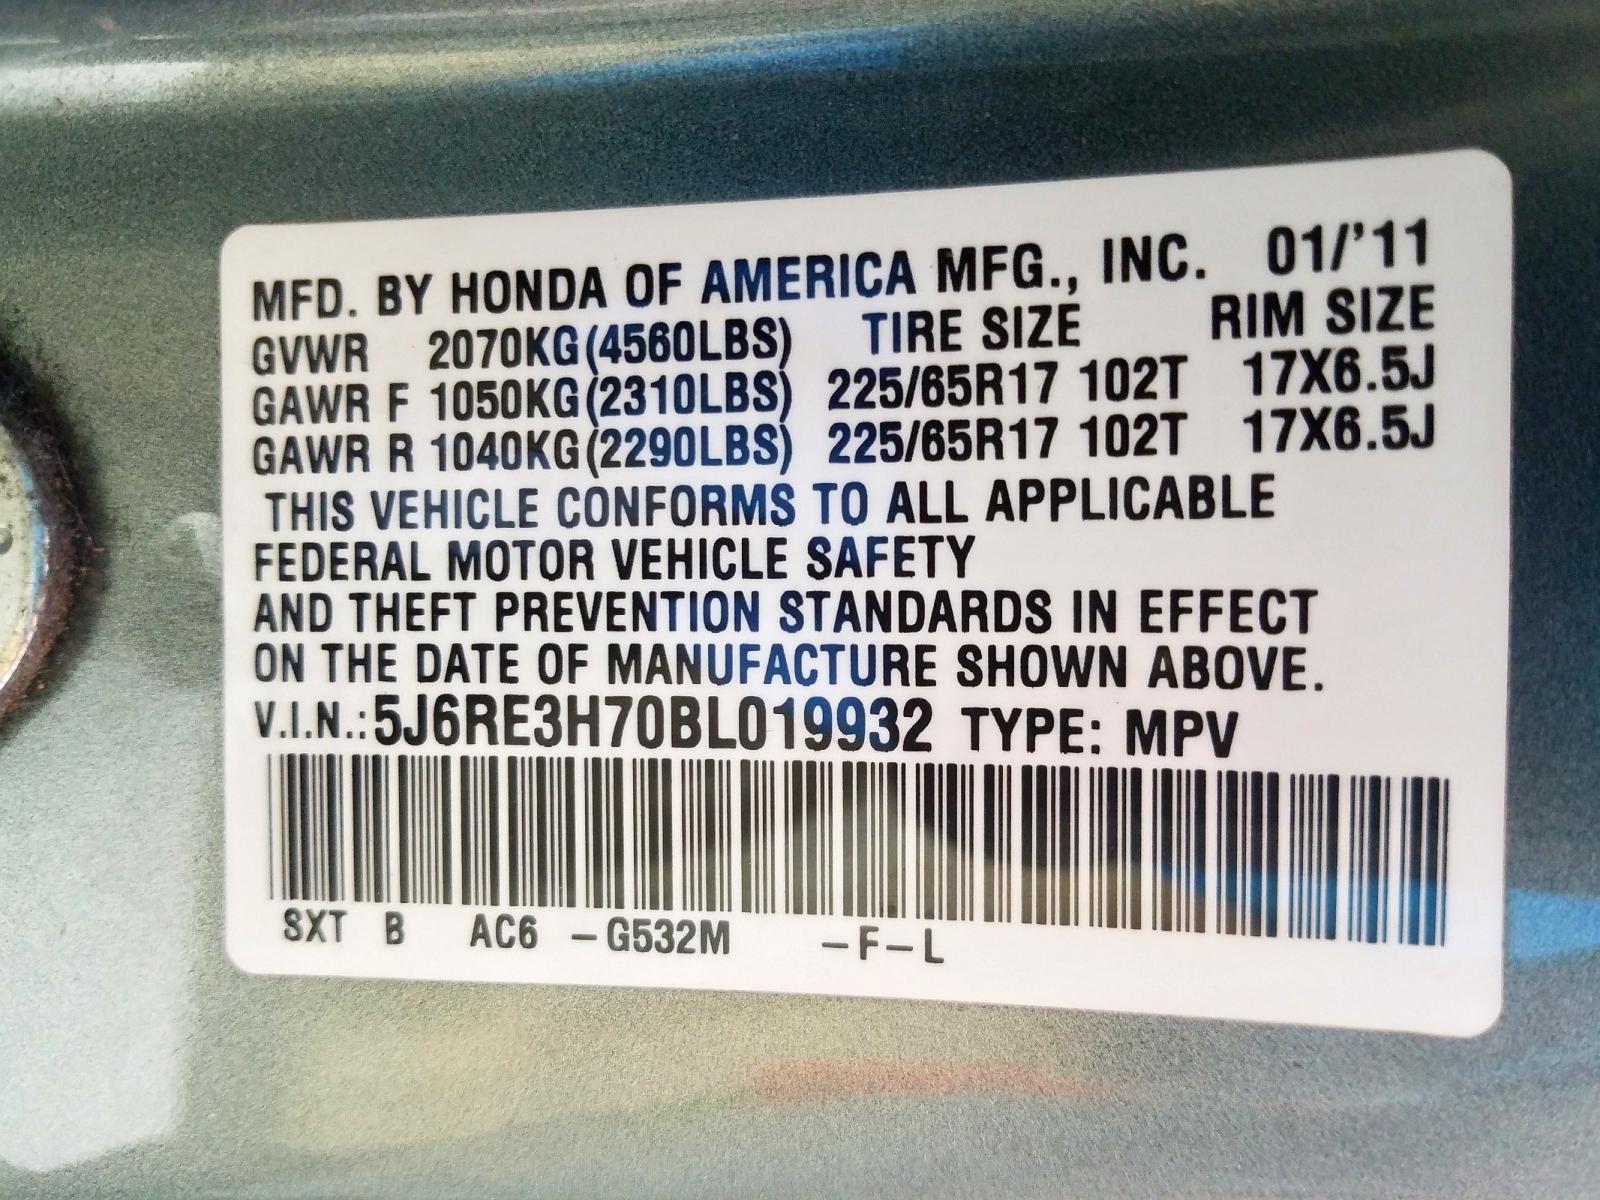 MFD. BY HONDA OF AMERICA MFG., INC. 01/'11
GVWR 2070KG(4560LBS) TIRE SIZE RIM SIZE
GAWR F 1050KG(2310LBS) 225/65R17 102T 17X6.5J
GAWR R 1040KG(2290LBS) 225/65R17 102T 17X6.5J
THIS VEHICLE CONFORMS TO ALL APPLICABLE
FEDERAL MOTOR VEHICLE SAFETY
AND THEFT PREVENTION STANDARDS IN EFFECT
ON THE DATE OF MANUFACTURE SHOWN ABOVE.
V.I.N.:5J6RE3H70BL019932 TYPE: MPV
SXT B AC6 -G532M -F-L